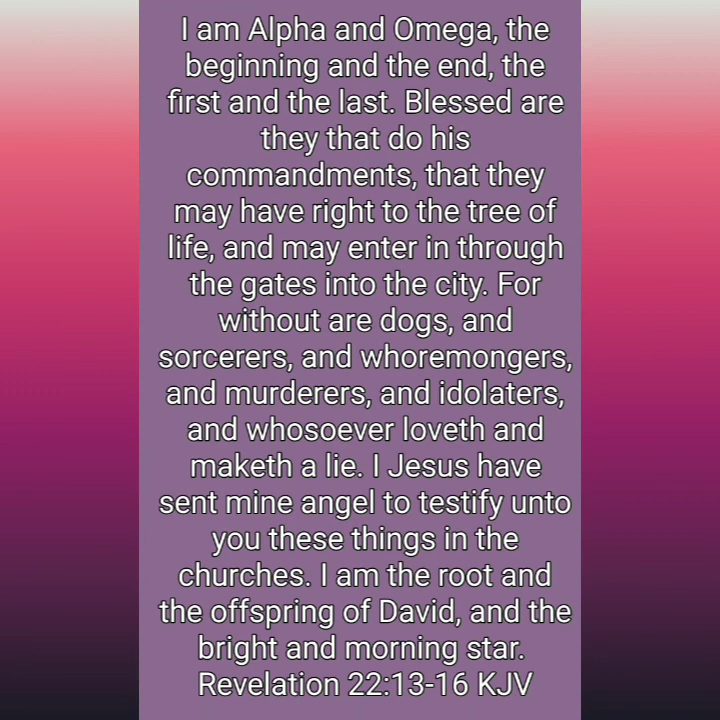 I am Alpha and Omega, the
beginning and the end, the
first and the last. Blessed are
they that do his
commandments, that they
may have right to the tree of
life, and may enter in through
the gates into the city. For
without are dogs, and
sorcerers, and whoremongers,
and murderers, and idolaters,
and whosoever loveth and
maketh a lie. I Jesus have
sent mine angel to testify unto
you these things in the
churches. I am the root and
the offspring of David, and the
bright and morning star.
Revelation 22:13-16 KJV